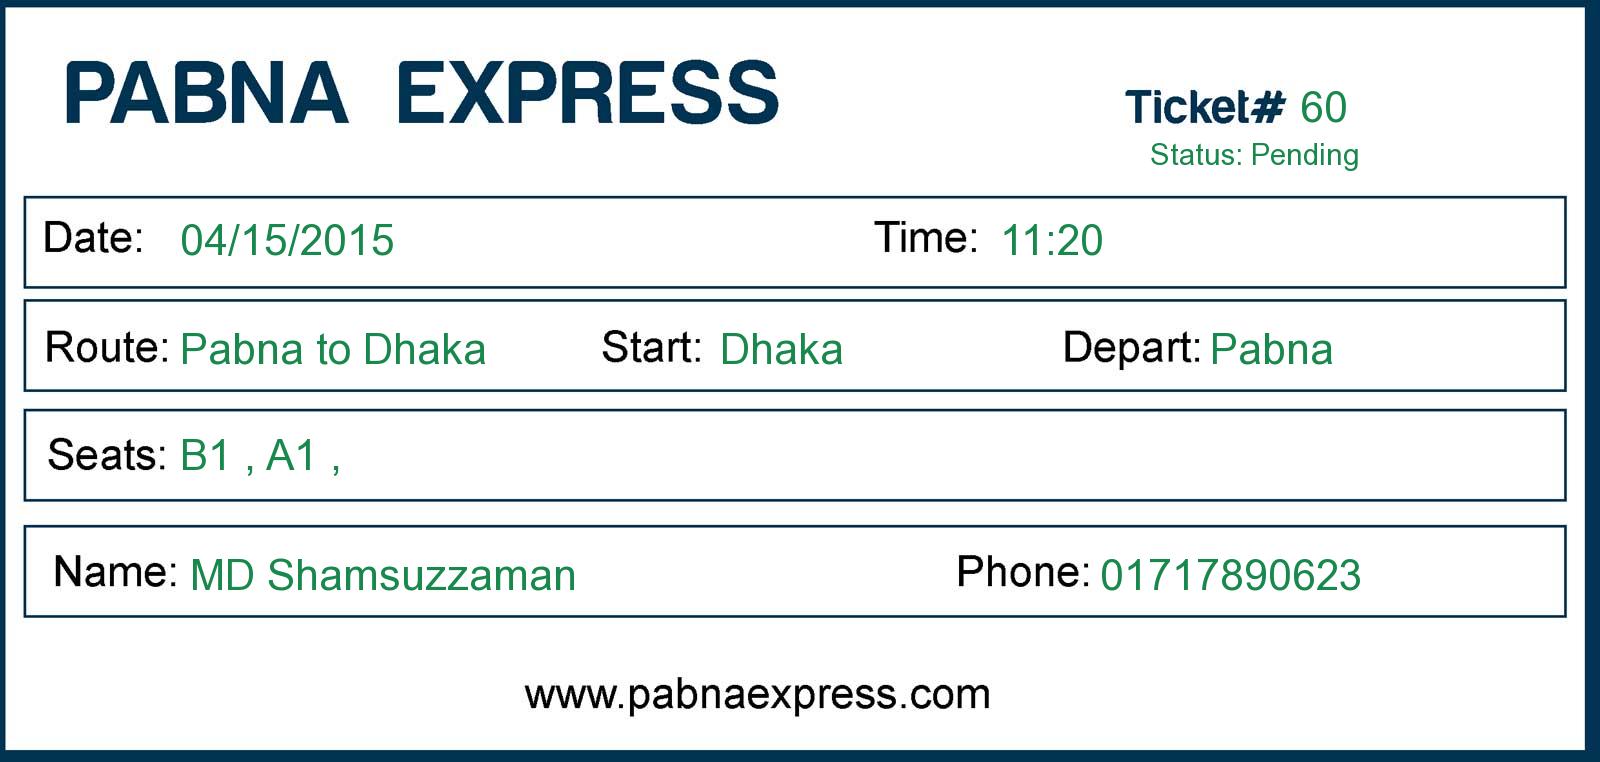 PABNA EXPRESS
Ticket# 60
Status: Pending
Date: 04/15/2015 Time: 11:20
Route: Pabna to Dhaka Start: Dhaka Depart: Pabna
Seats: B1 , A1 ,
Name: MD Shamsuzzaman Phone: 01717890623
www.pabnaexpress.com